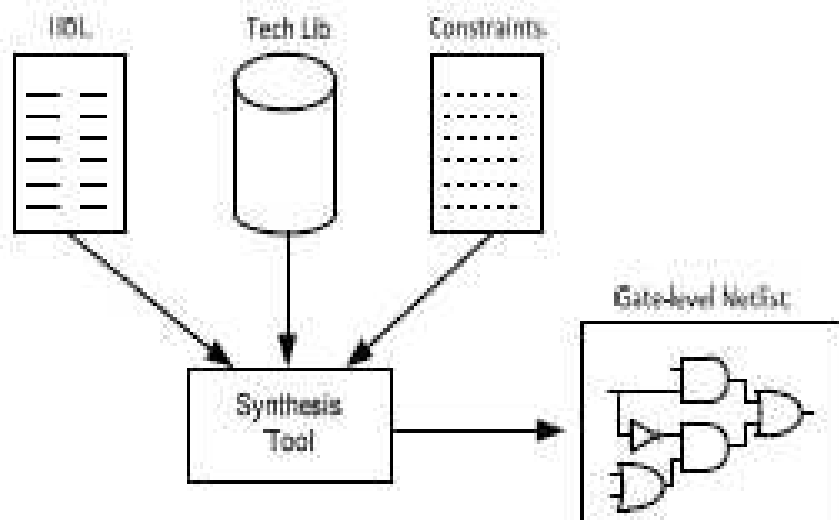 HDL
Tech Lib
Constraints
Gate-level Netlist
Synthesis
Tool